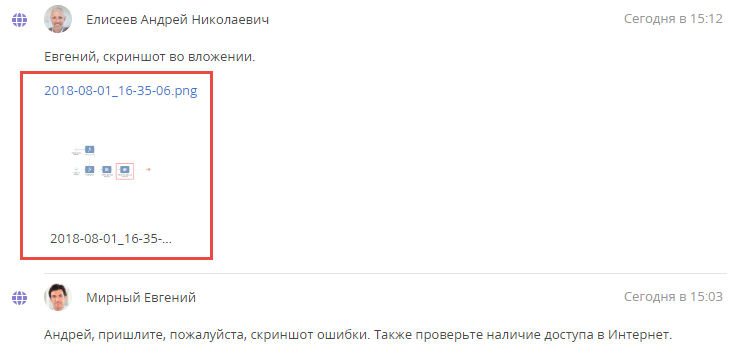 Елисеев Андрей Николаевич
Сегодня в 15:12
Евгений, скриншот во вложении.
2018-08-01_16-35-06.png
2018-08-01_16-35-...
Мирный Евгений
Сегодня в 15:03
Андрей, пришлите, пожалуйста, скриншот ошибки. Также проверьте наличие доступа в Интернет.